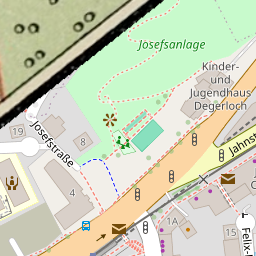 Josefsanlage
Kinder-
und
Jugendhaus
Degerloch
19
Josefstraße
8
Jahnst
4
1A
15
Felix-